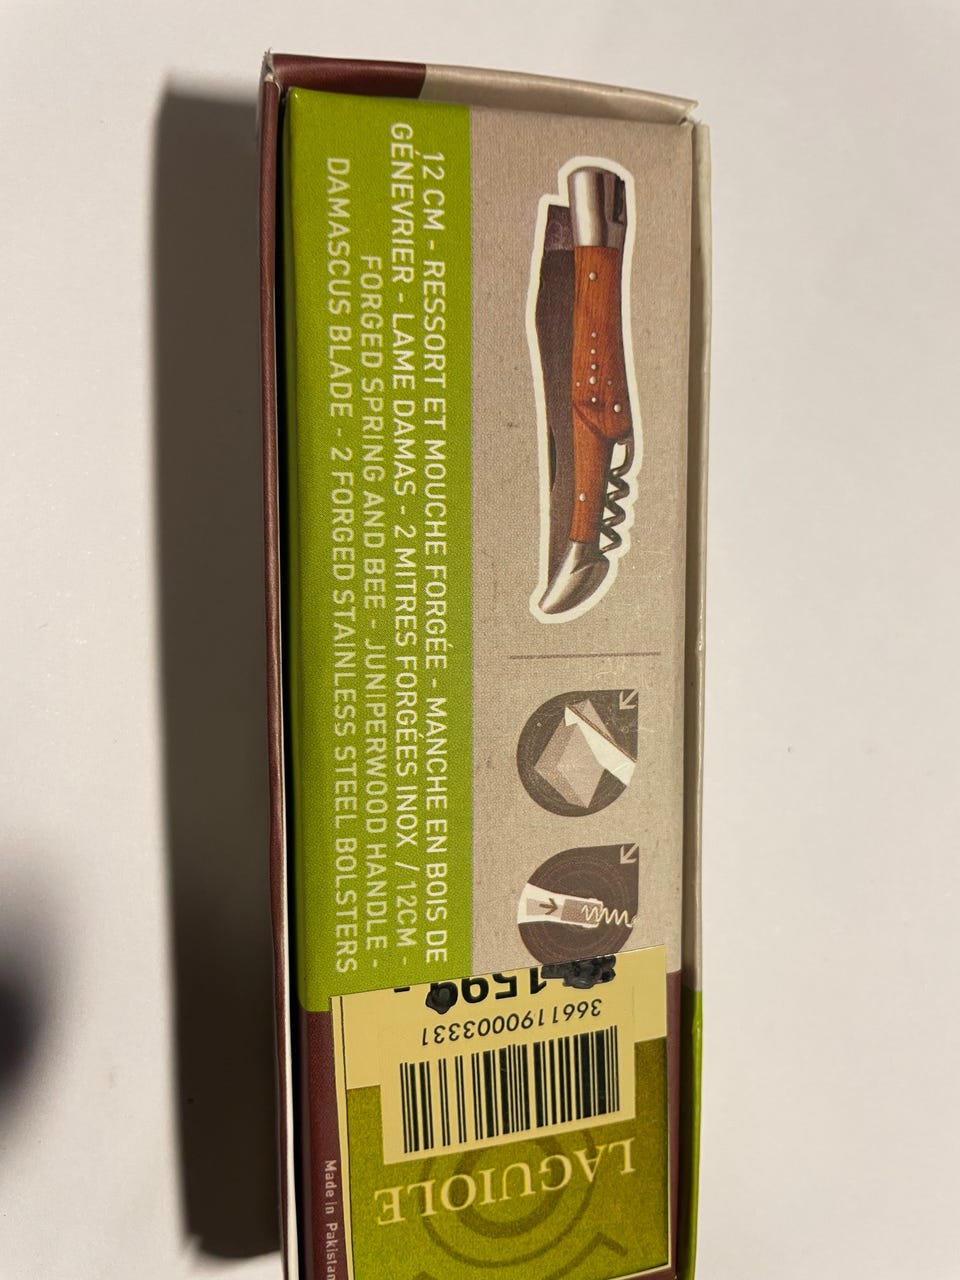 12 CM - RESSORT ET MOUCHE FORGÉE - MANCHE EN BOIS DE
GÉNEVRIER - LAME DAMAS - 2 MITRES FORGÉES INOX / 12CM -
FORGED SPRING AND BEE - JUNIPERWOOD HANDLE -
DAMASCUS BLADE - 2 FORGED STAINLESS STEEL BOLSTERS
LAGUIOLE
3661190003331
Made in Pakistan